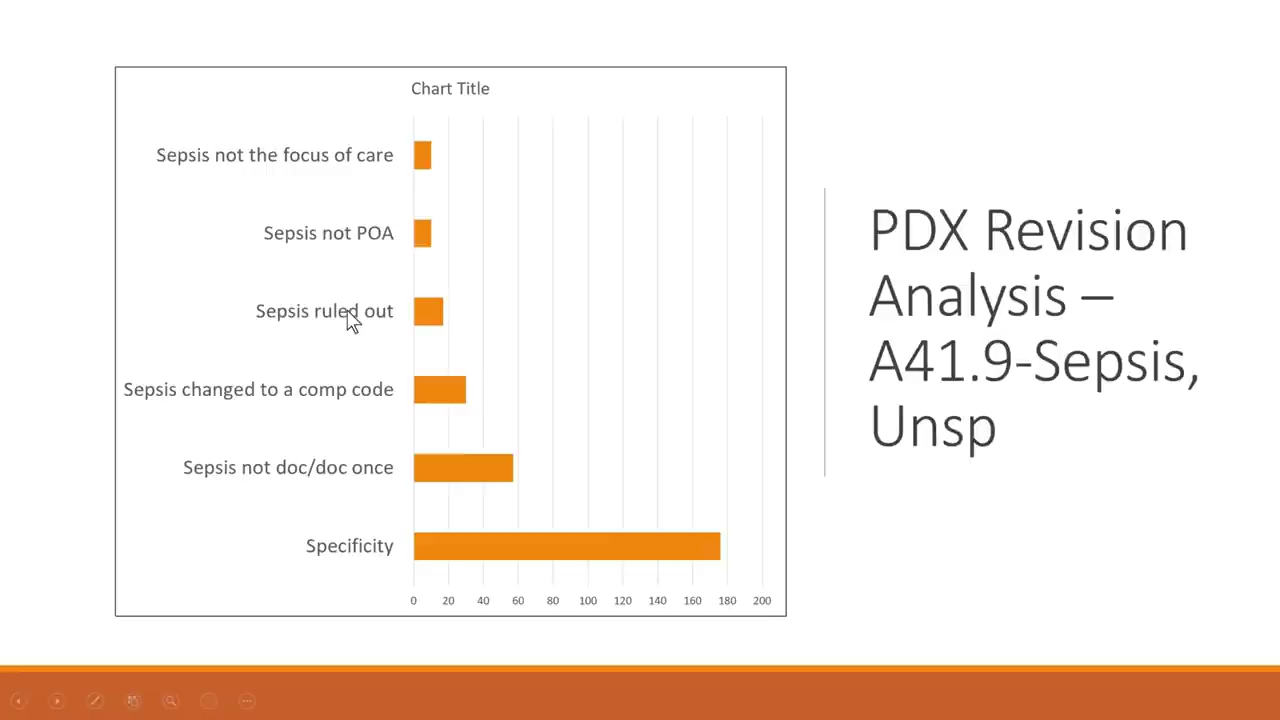 Chart Title
Sepsis not the focus of care
Sepsis not POA
Sepsis ruled out
Sepsis changed to a comp code
Sepsis not doc/doc once
Specificity
0 20 40 60 80 100 120 140 160 180 200
PDX Revision
Analysis –
A41.9-Sepsis,
Unsp